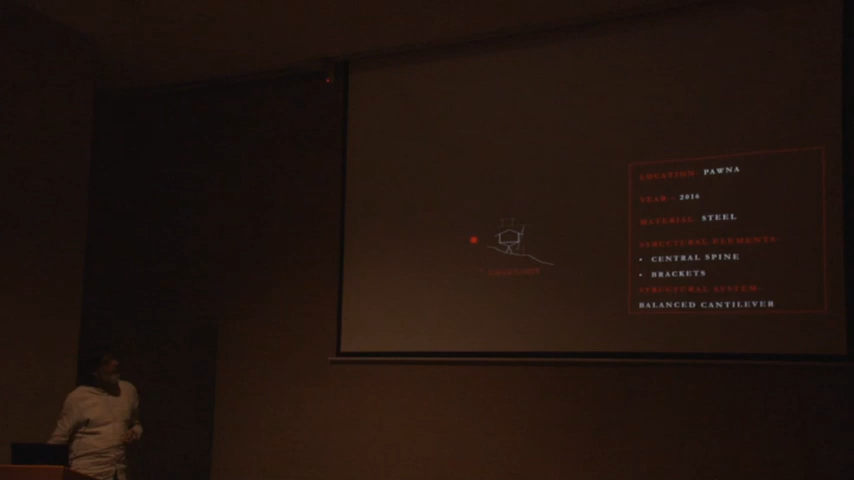 LOCATION- PAWNA
YEAR - 2016
MATERIAL- STEEL
STRUCTURAL ELEMENTS-
• CENTRAL SPINE
• BRACKETS
STRUCTURAL SYSTEM-
BALANCED CANTILEVER